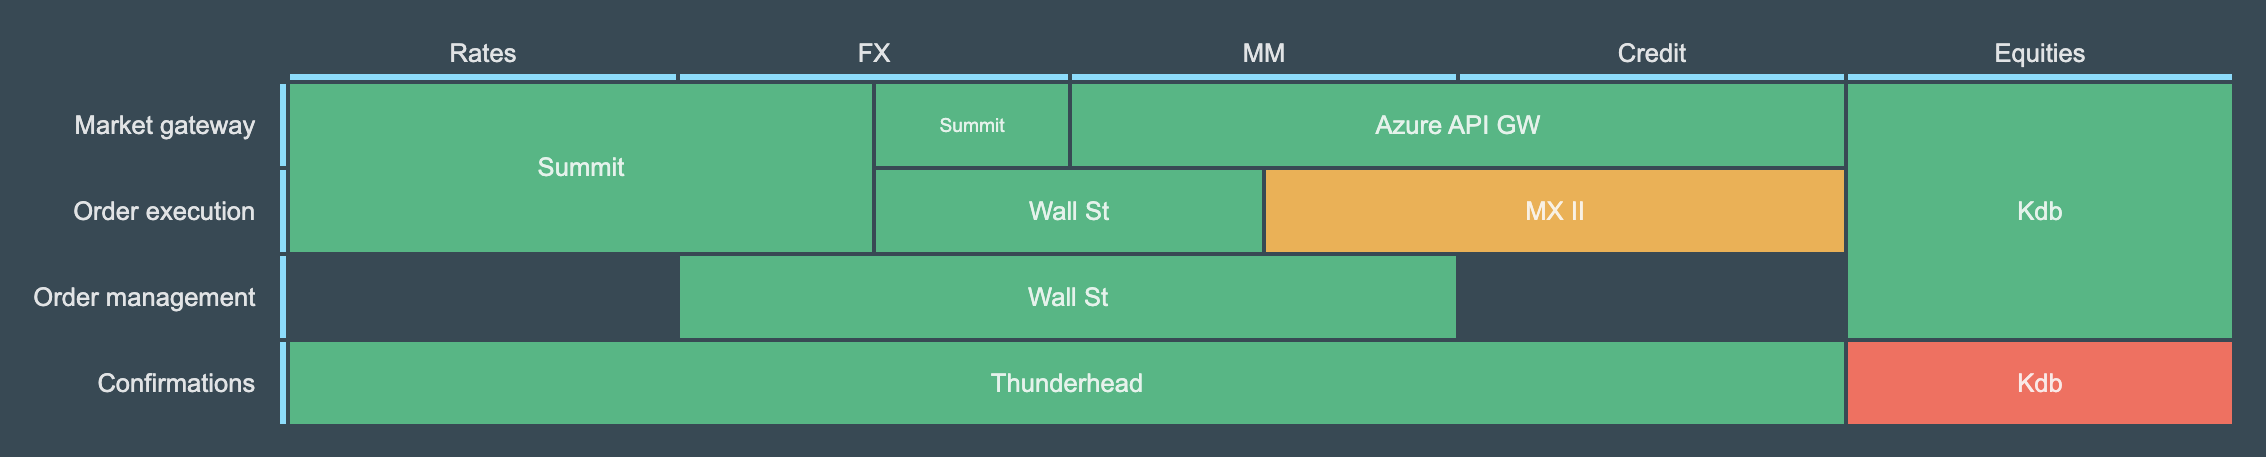 Rates FX MM Credit Equities
Market gateway
Summit
Summit
Azure API GW
Kdb
Order execution
Wall St
MX II
Order management
Wall St
Confirmations
Thunderhead
Kdb